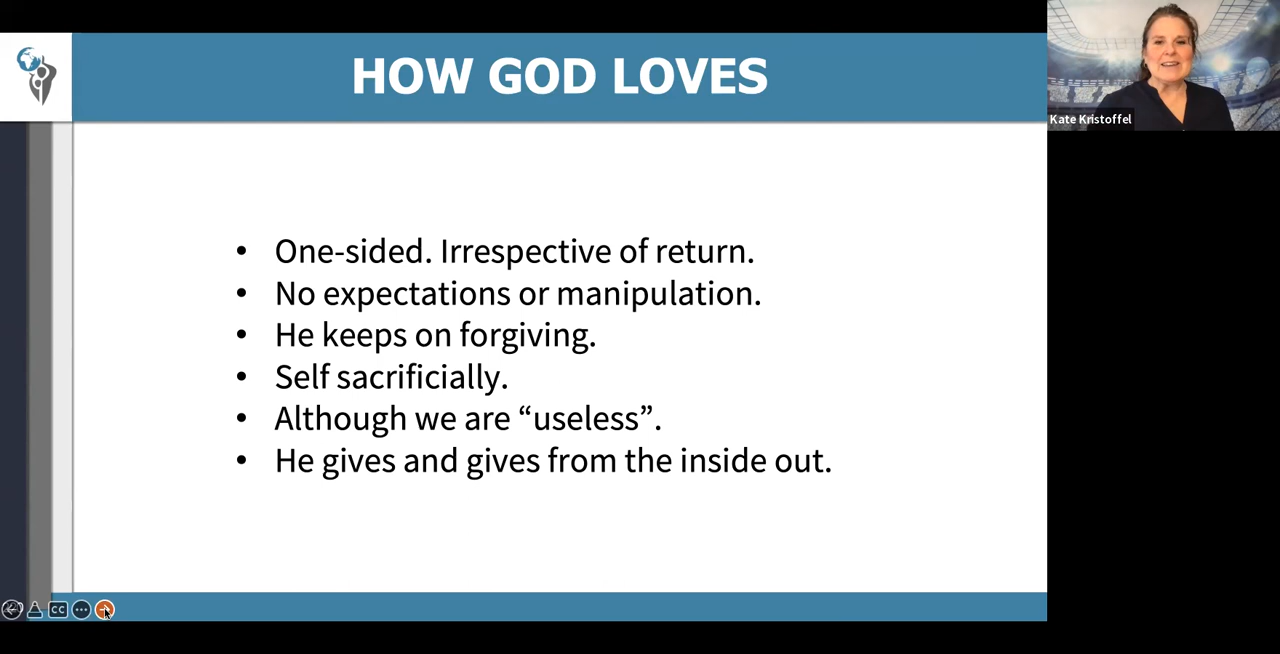 HOW GOD LOVES
Kate Kristoffel
• One-sided. Irrespective of return.
• No expectations or manipulation.
• He keeps on forgiving.
• Self sacrificially.
• Although we are “useless”.
• He gives and gives from the inside out.
CC